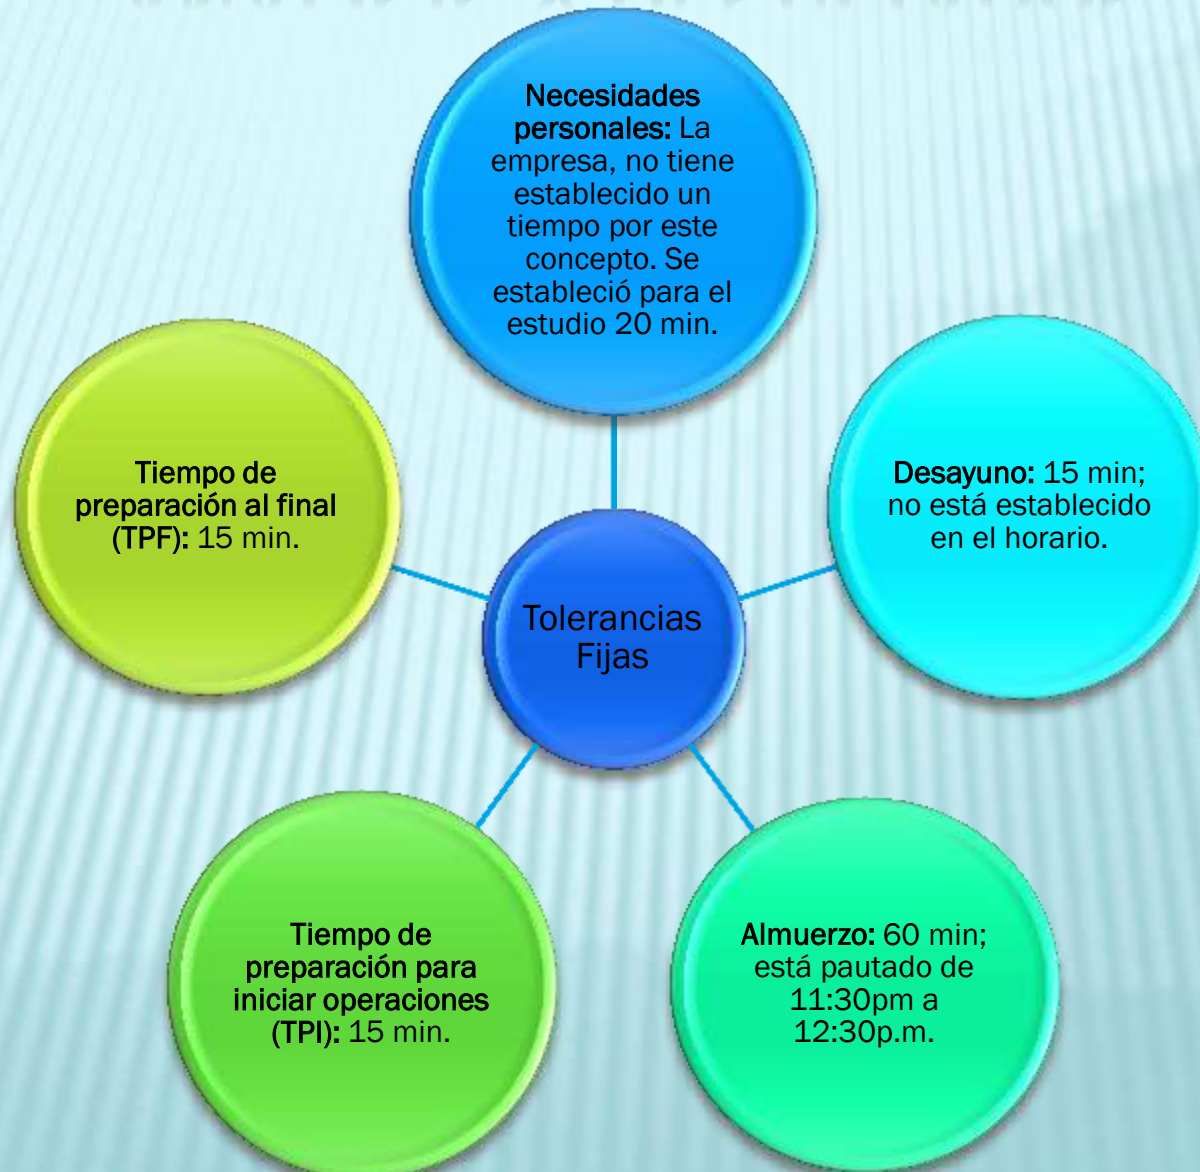 Necesidades
personales: La
empresa, no tiene
establecido un
tiempo por este
concepto. Se
estableció para el
estudio 20 min.
Desayuno: 15 min;
no está establecido
en el horario.
Almuerzo: 60 min;
está pautado de
11:30pm a
12:30p.m.
Tiempo de
preparación para
iniciar operaciones
(TPI): 15 min.
Tiempo de
preparación al final
(TPF): 15 min.
Tolerancias
Fijas